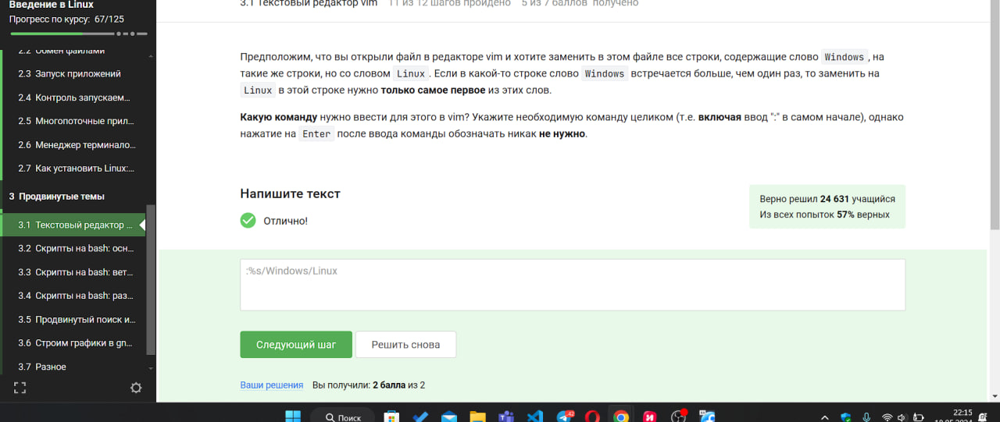 Введение в Linux
Прогресс по курсу: 67/125
2.2 Обмен файлами
2.3 Запуск приложений
2.4 Контроль запускаем...
2.5 Многопоточные прил...
2.6 Менеджер терминало...
2.7 Как установить Linux:...
3 Продвинутые темы
3.1 Текстовый редактор ...
3.2 Скрипты на bash: осн...
3.3 Скрипты на bash: вет...
3.4 Скрипты на bash: раз...
3.5 Продвинутый поиск и...
3.6 Строим графики в gn...
3.7 Разное
3.1 Текстовый редактор vim 11 из 12 шагов пройдено 5 из 7 баллов получено
Предположим, что вы открыли файл в редакторе vim и хотите заменить в этом файле все строки, содержащие слово Windows, на
такие же строки, но со словом Linux. Если в какой-то строке слово Windows встречается больше, чем один раз, то заменить на
Linux в этой строке нужно только самое первое из этих слов.
Какую команду нужно ввести для этого в vim? Укажите необходимую команду целиком (т.е. включая ввод ":" в самом начале), однако
нажатие на Enter после ввода команды обозначать никак не нужно.
Напишите текст
Отлично!
Верно решил 24 631 учащийся
Из всех попыток 57% верных
:%s/Windows/Linux
Следующий шаг
Решить снова
Ваши решения Вы получили: 2 балла из 2
Поиск
42
22:15